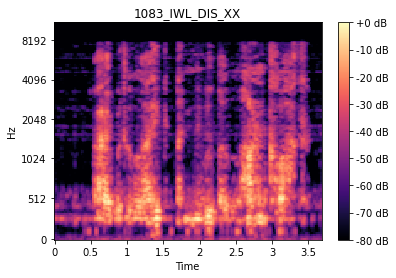 1083_IWL_DIS_XX
+0 dB
8192
-10 dB
4096
-20 dB
-30 dB
2048
Hz
-40 dB
1024
-50 dB
512
-60 dB
-70 dB
0
-80 dB
0 0.5 1 1.5 2 2.5 3 3.5
Time